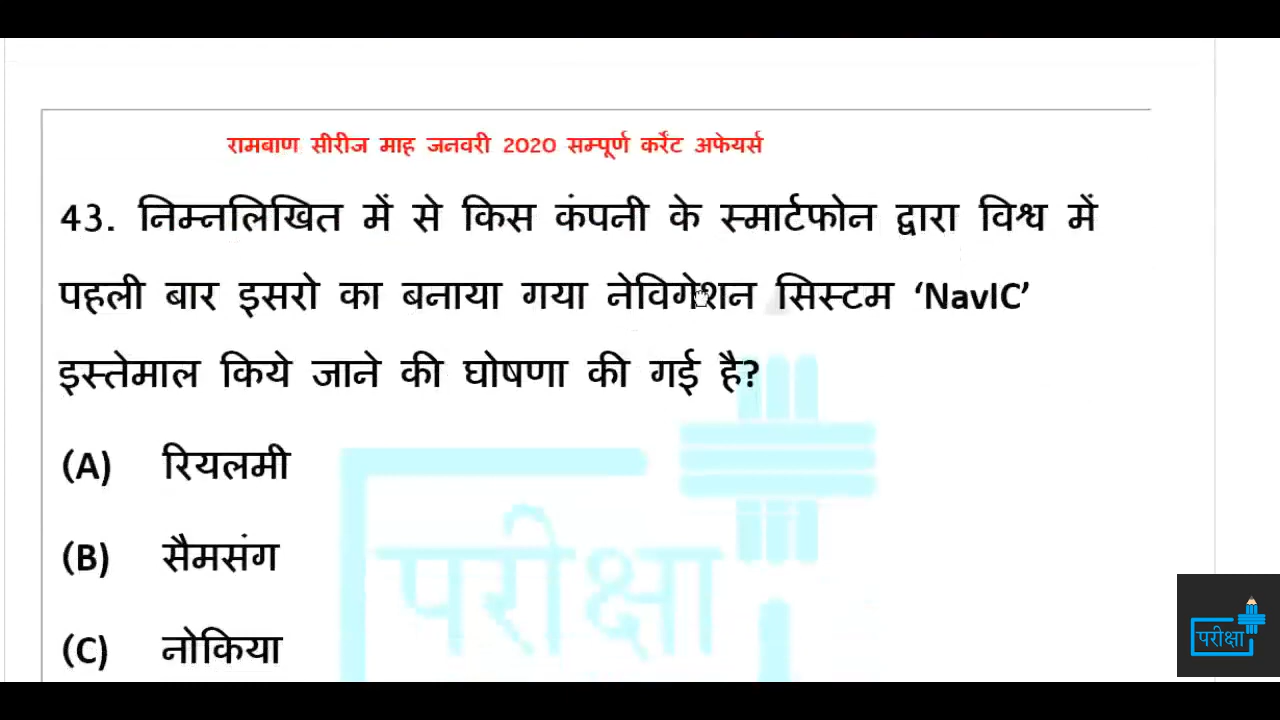 रामबाण सीरीज माह जनवरी 2020 सम्पूर्ण करेंट अफेयर्स
43. निम्नलिखित में से किस कंपनी के स्मार्टफोन द्वारा विश्व में
पहली बार इसरो का बनाया गया नेविगेशन सिस्टम ‘NavIC’
इस्तेमाल किये जाने की घोषणा की गई है?
(A) रियलमी
(B) सैमसंग
(C) नोकिया
परीक्षा
परीक्षा